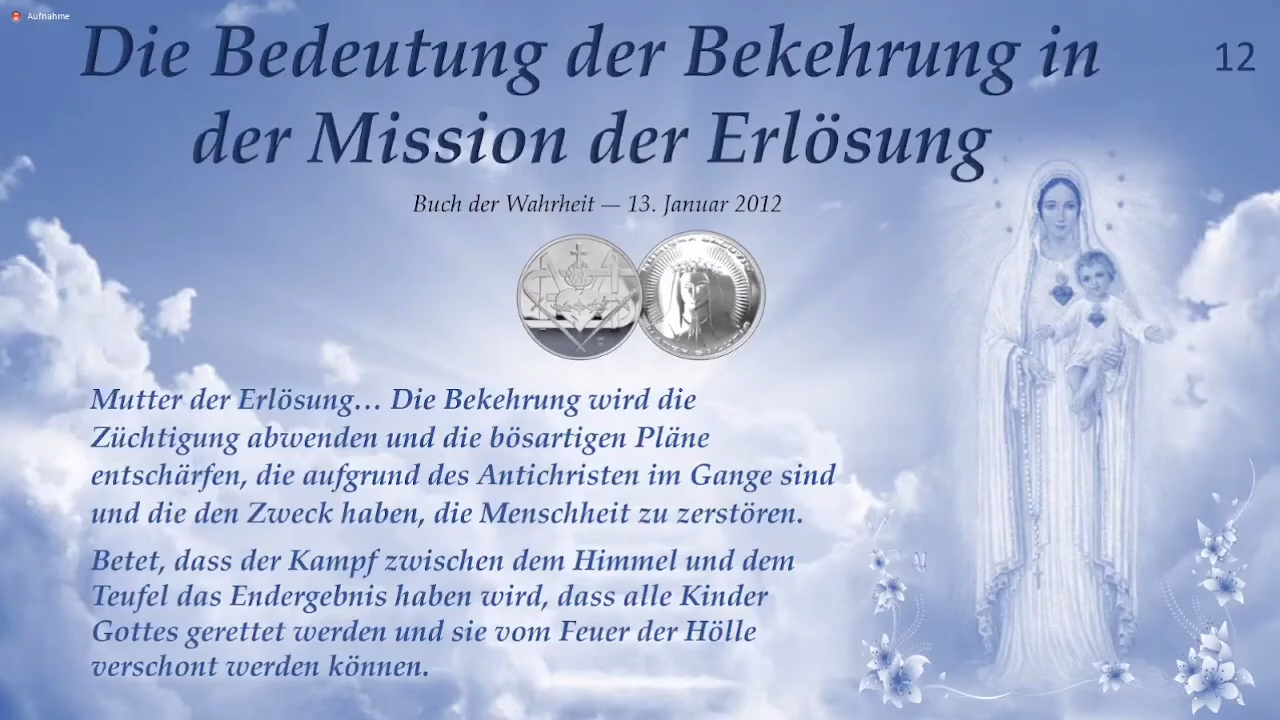 Aufnahme
Die Bedeutung der Bekehrung in
12
der Mission der Erlösung
Buch der Wahrheit — 13. Januar 2012
Mutter der Erlösung… Die Bekehrung wird die
Züchtigung abwenden und die bösartigen Pläne
entschärfen, die aufgrund des Antichristen im Gange sind
und die den Zweck haben, die Menschheit zu zerstören.
Betet, dass der Kampf zwischen dem Himmel und dem
Teufel das Endergebnis haben wird, dass alle Kinder
Gottes gerettet werden und sie vom Feuer der Hölle
verschont werden können.